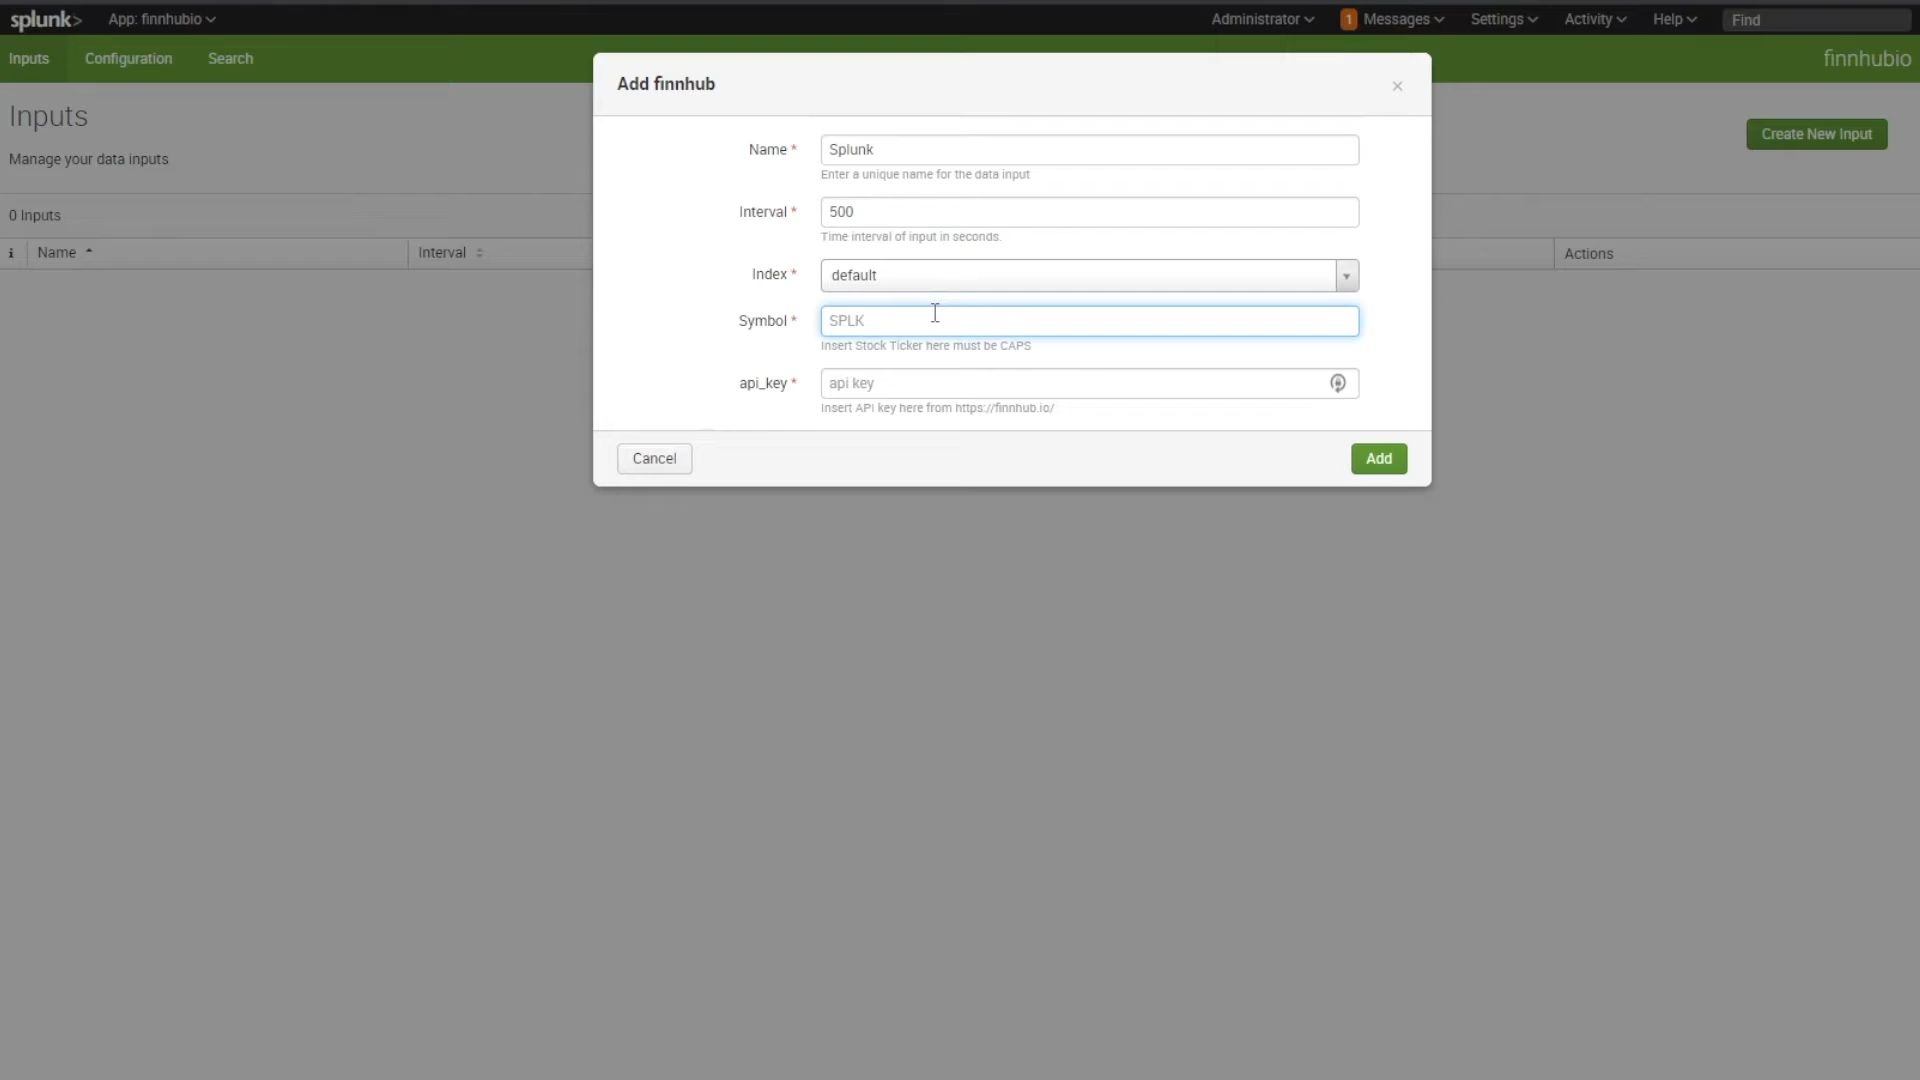 splunk> App: finnhubio Administrator 1 Messages Settings Activity Help Find
Inputs Configuration Search finnhubio
Add finnhub ×
Inputs
Create New Input
Manage your data inputs
Name * Splunk
Enter a unique name for the data input
0 Inputs
Interval * 500
Time interval of input in seconds.
i Name Interval Actions
Index * default
Symbol * SPLK
Insert Stock Ticker here must be CAPS
api_key * api key
Insert API key here from https://finnhub.io/
Cancel Add